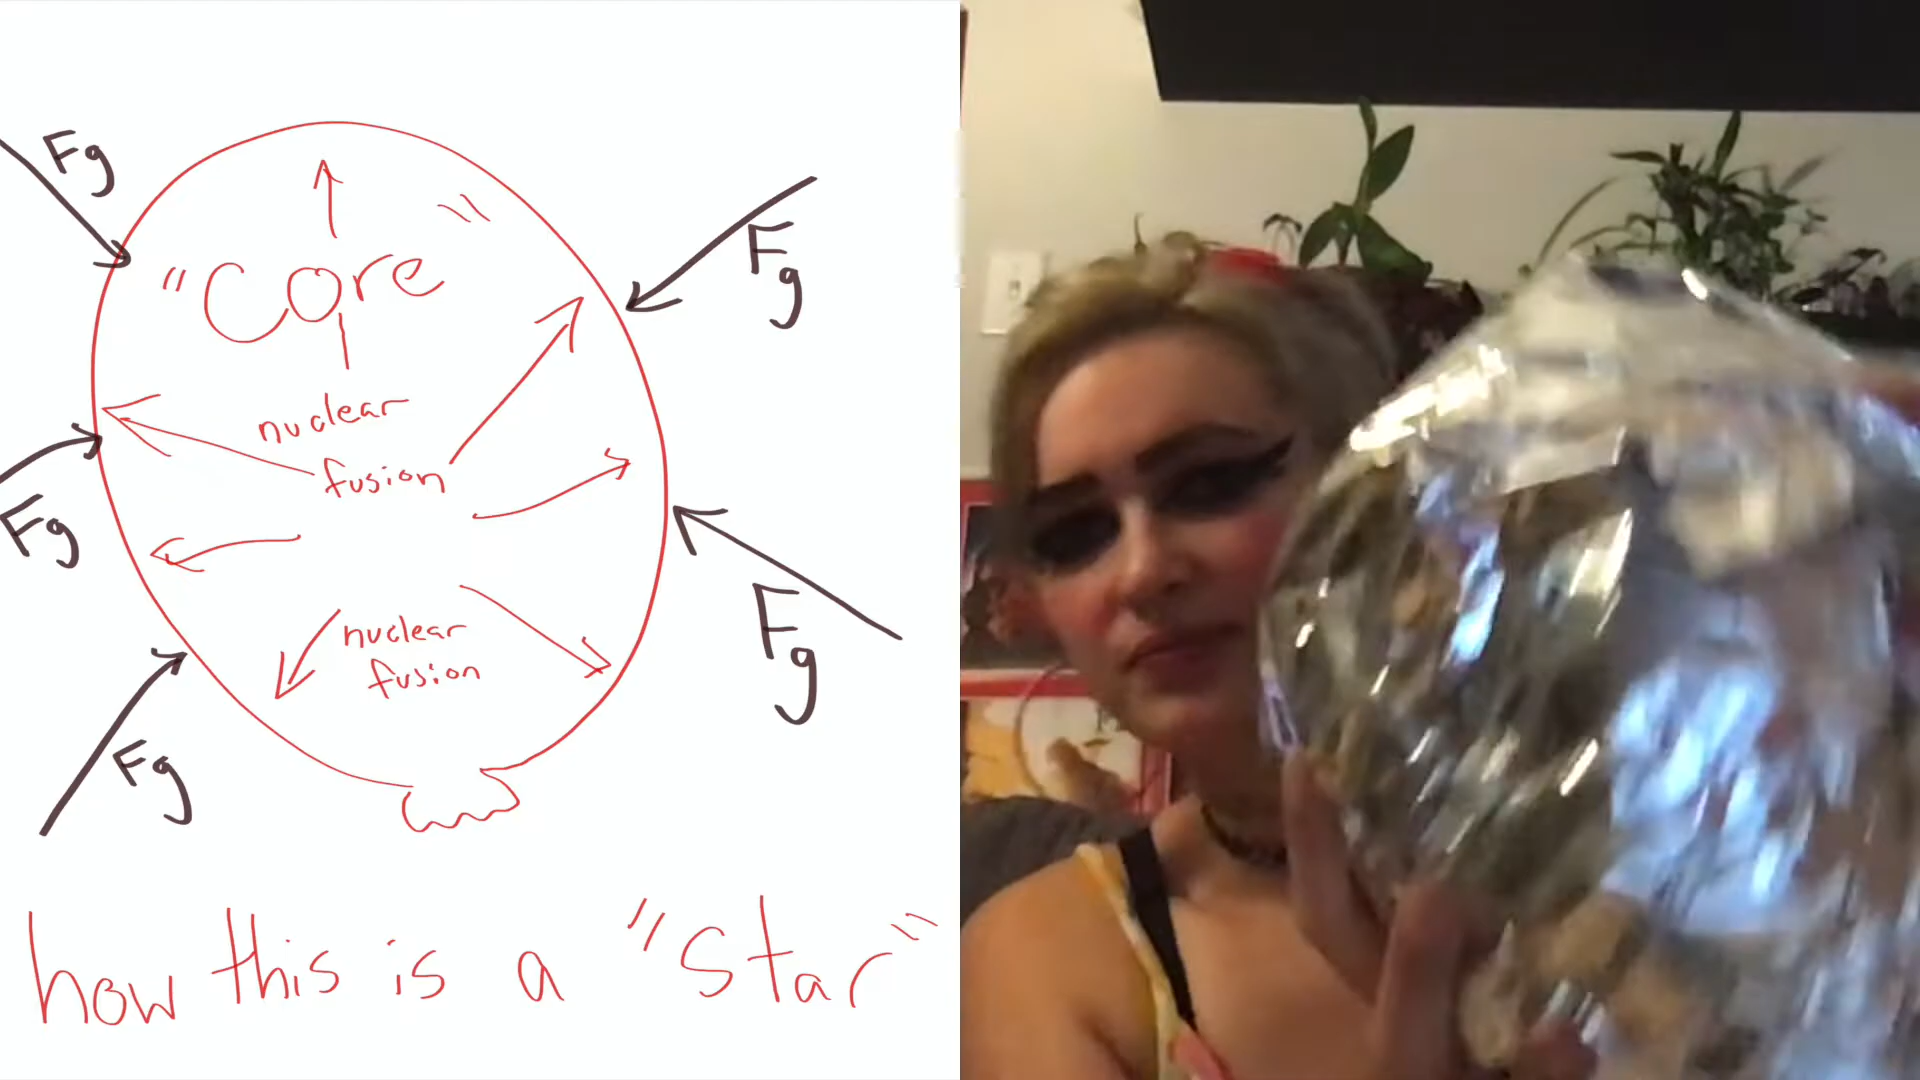 Fg
"Core"
Fg
nuclear
fusion
Fg
Fg
nuclear
fusion
Fg
how this is a "star"